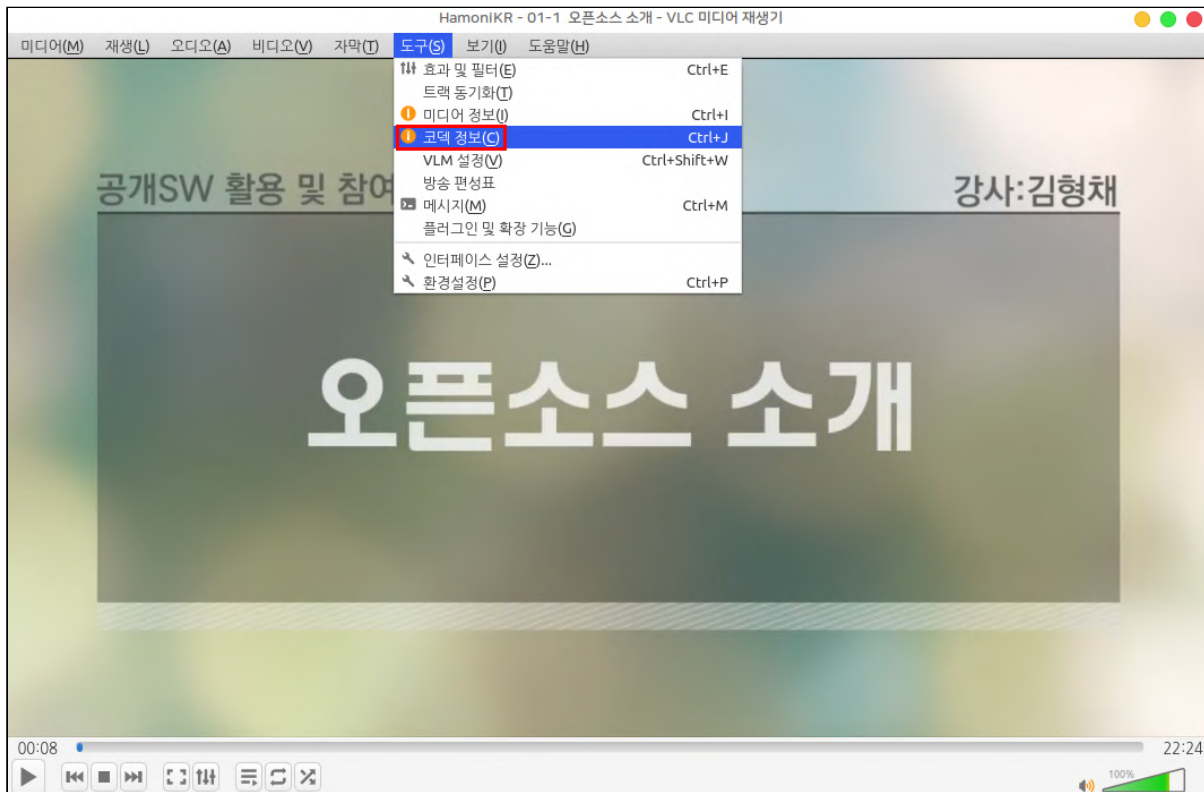 HamoniKR - 01-1 오픈소스 소개 - VLC 미디어 재생기
미디어(M) 재생(L) 오디오(A) 비디오(V) 자막(T) 도구(S) 보기(I) 도움말(H)
효과 및 필터(E) Ctrl+E
트랙 동기화(T)
미디어 정보(I) Ctrl+I
코덱 정보(C) Ctrl+J
VLM 설정(V) Ctrl+Shift+W
방송 편성표
메시지(M) Ctrl+M
플러그인 및 확장 기능(G)
인터페이스 설정(Z)...
환경설정(P) Ctrl+P
공개SW 활용 및 참여 강사:김형채
오픈소스 소개
00:08 22:24
100%